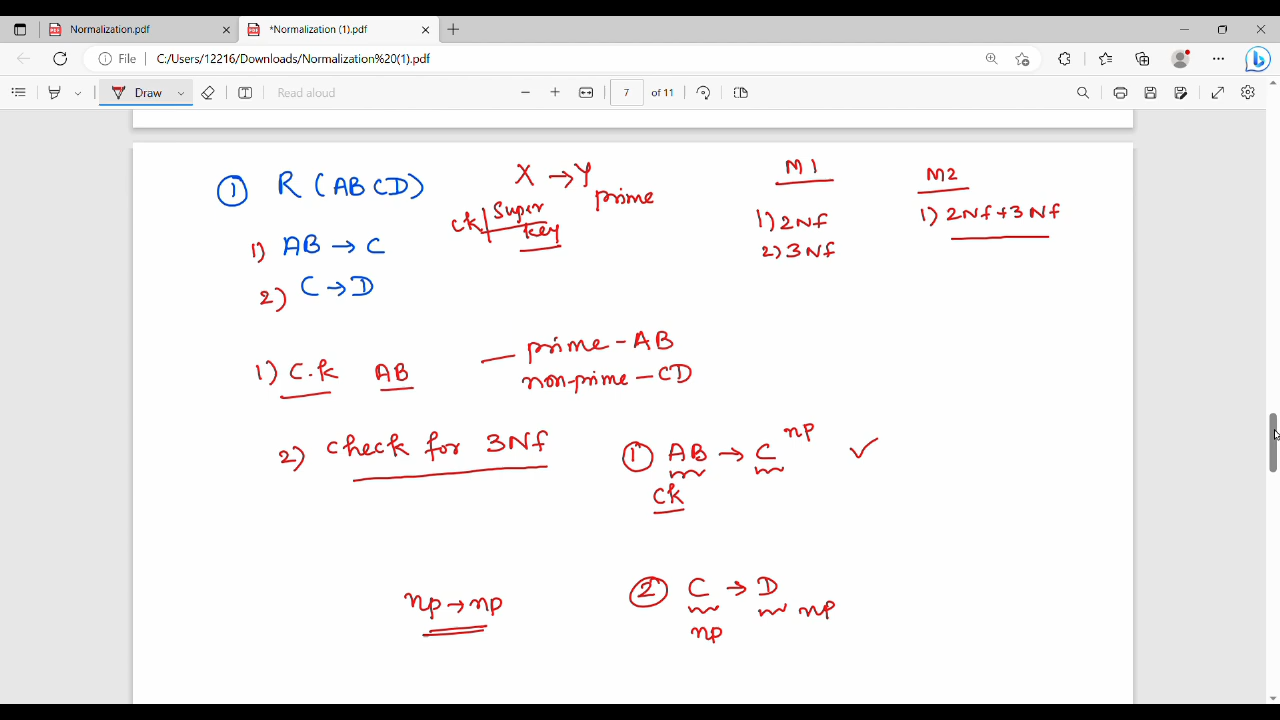 Normalization.pdf
*Normalization (1).pdf
File C:/Users/12216/Downloads/Normalization%20(1).pdf
Draw Read aloud 7 of 11
① R (ABCD)
1) AB → C
2) C → D
X → Y
prime
ck | Super key
M1
1) 2Nf
2) 3Nf
M2
1) 2Nf+3Nf
1) C.k AB
— prime - AB
non-prime - CD
2) check for 3Nf
① AB → C np ✓
ck
② C → D
np np
np → np